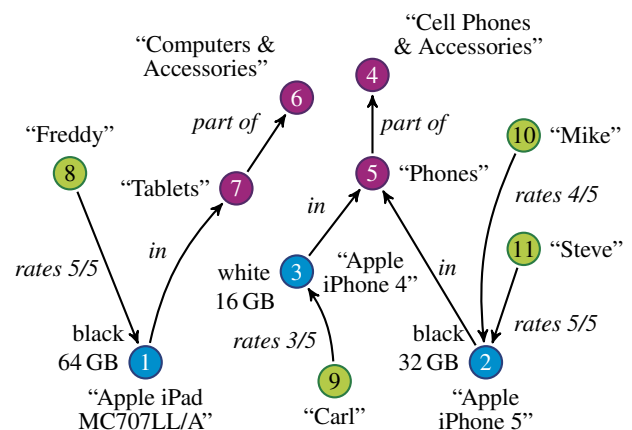 “Computers &
Accessories”
“Cell Phones
& Accessories”
6
4
part of
part of
“Freddy”
8
“Tablets”
7
5
“Phones”
10
“Mike”
rates 4/5
in
in
11
“Steve”
rates 5/5
in
white
16 GB
3
“Apple
iPhone 4”
rates 3/5
rates 5/5
black
64 GB
1
“Apple iPad
MC707LL/A”
9
“Carl”
black
32 GB
2
“Apple
iPhone 5”